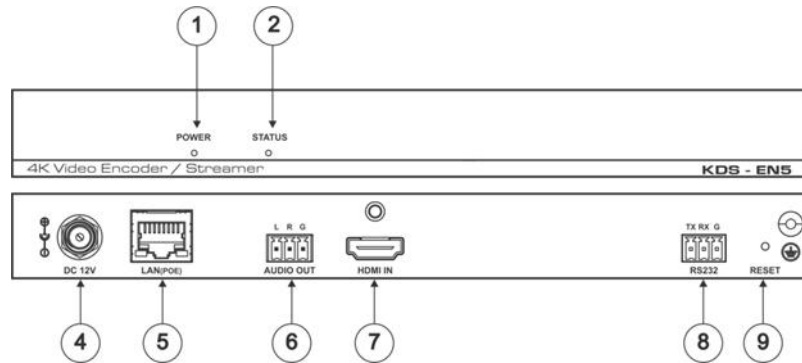 1 2
POWER STATUS
4K Video Encoder / Streamer KDS - EN5
L R G TX RX G
DC 12V LAN(POE) AUDIO OUT HDMI IN RS232 RESET
4 5 6 7 8 9